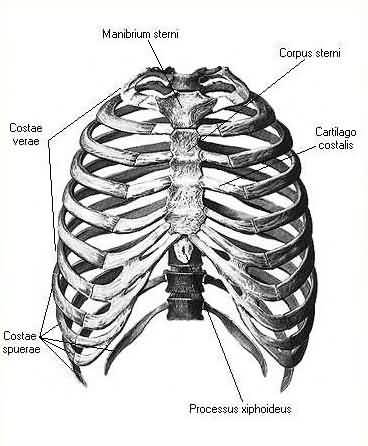 Manibrium sterni
Corpus sterni
Costae
verae
Cartilago
costalis
Costae
spuerae
Processus xiphoideus